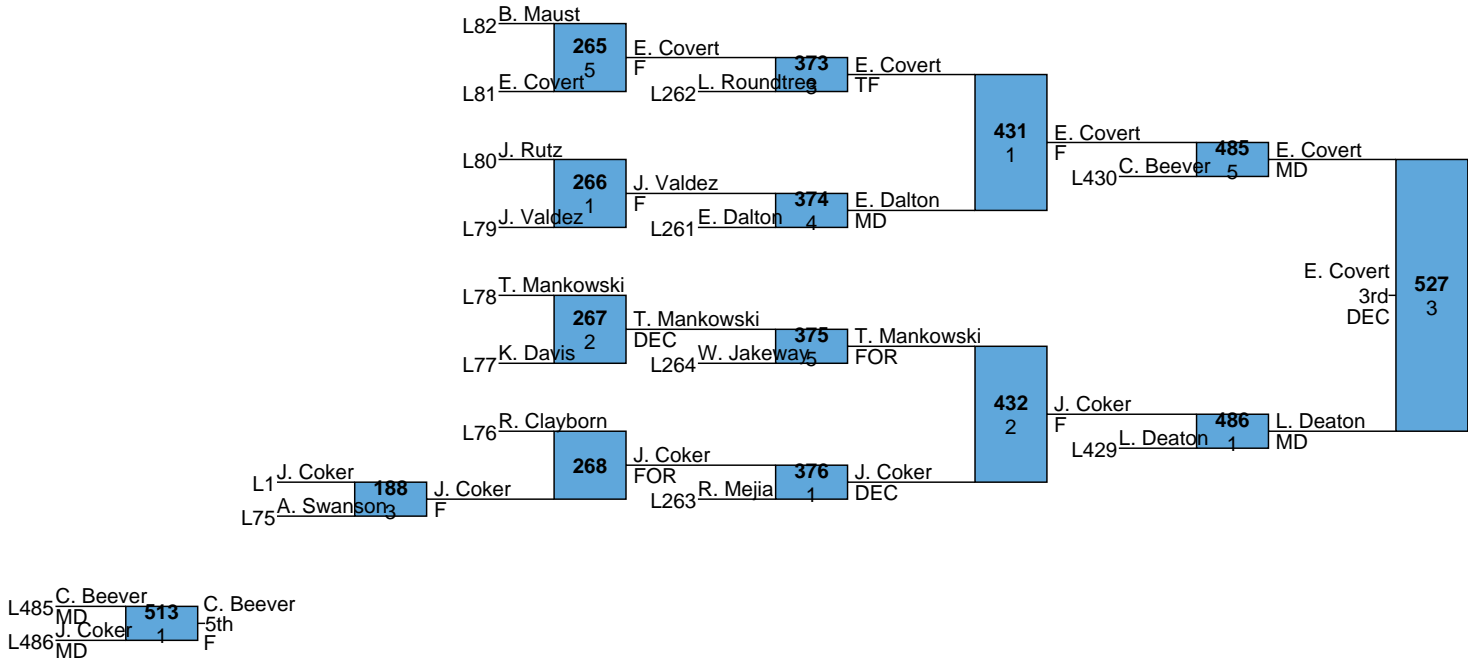 L82 B. Maust
265
5
L81 E. Covert
E. Covert
F
L262 L. Roundtree
373
3
E. Covert
TF
L80 J. Rutz
266
1
L79 J. Valdez
J. Valdez
F
L261 E. Dalton
374
4
E. Dalton
MD
431
1
E. Covert
F
L430 C. Beever
485
5
E. Covert
MD
L78 T. Mankowski
267
2
L77 K. Davis
T. Mankowski
DEC
L264 W. Jakeway
375
5
T. Mankowski
FOR
L76 R. Clayborn
268
L1 J. Coker
188
3
L75 A. Swanson
J. Coker
F
J. Coker
FOR
L263 R. Mejia
376
1
J. Coker
DEC
432
2
J. Coker
F
L429 L. Deaton
486
1
L. Deaton
MD
E. Covert
3rd
DEC
527
3
L485 C. Beever
MD
513
1
L486 J. Coker
MD
C. Beever
5th
F